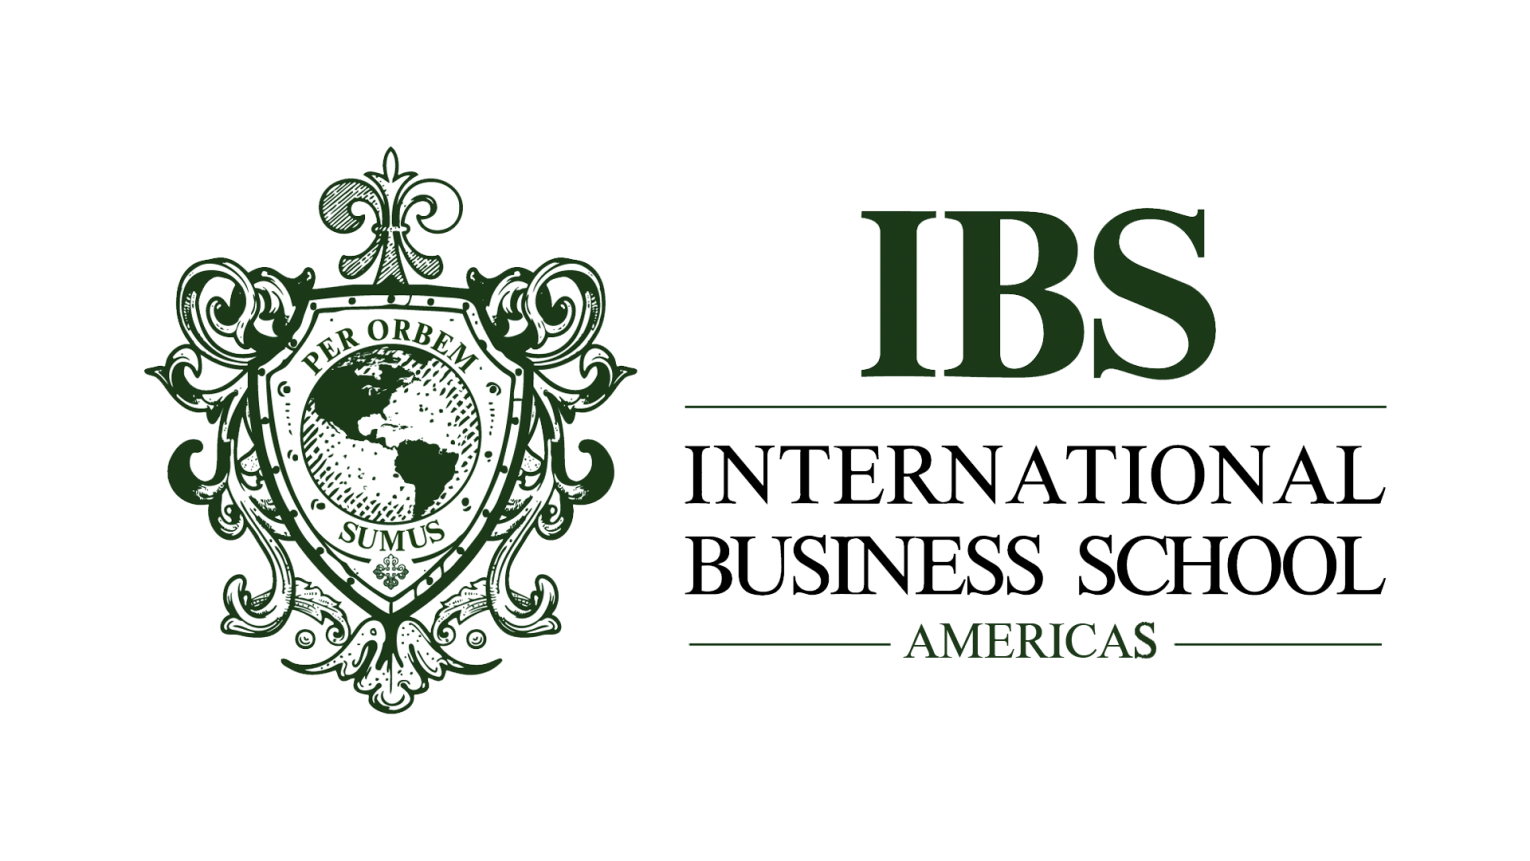 PER ORBEM
SUMUS
IBS
INTERNATIONAL
BUSINESS SCHOOL
AMERICAS